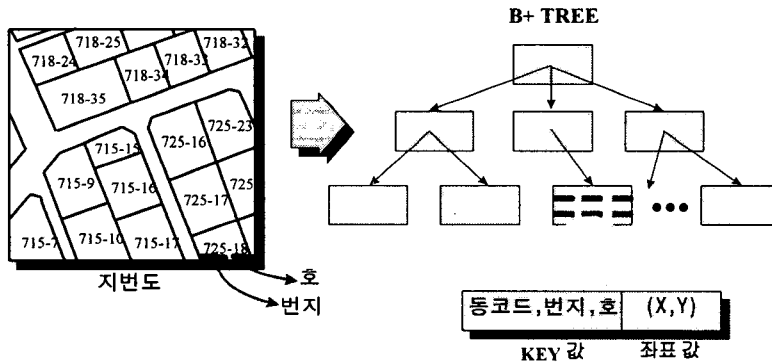 B+ TREE
718-25
718-32
718-24
718-33
718-34
718-35
725-23
715-15
725-16
715-9
715-16
725-17
725
715-7
715-10
715-17
725-18
지번도
호
번지
동코드,번지,호
(X,Y)
KEY 값
좌표 값